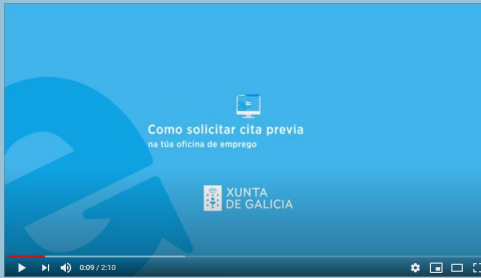 Como solicitar cita previa
na túa oficina de emprego
XUNTA
DE GALICIA
0:09 / 2:10